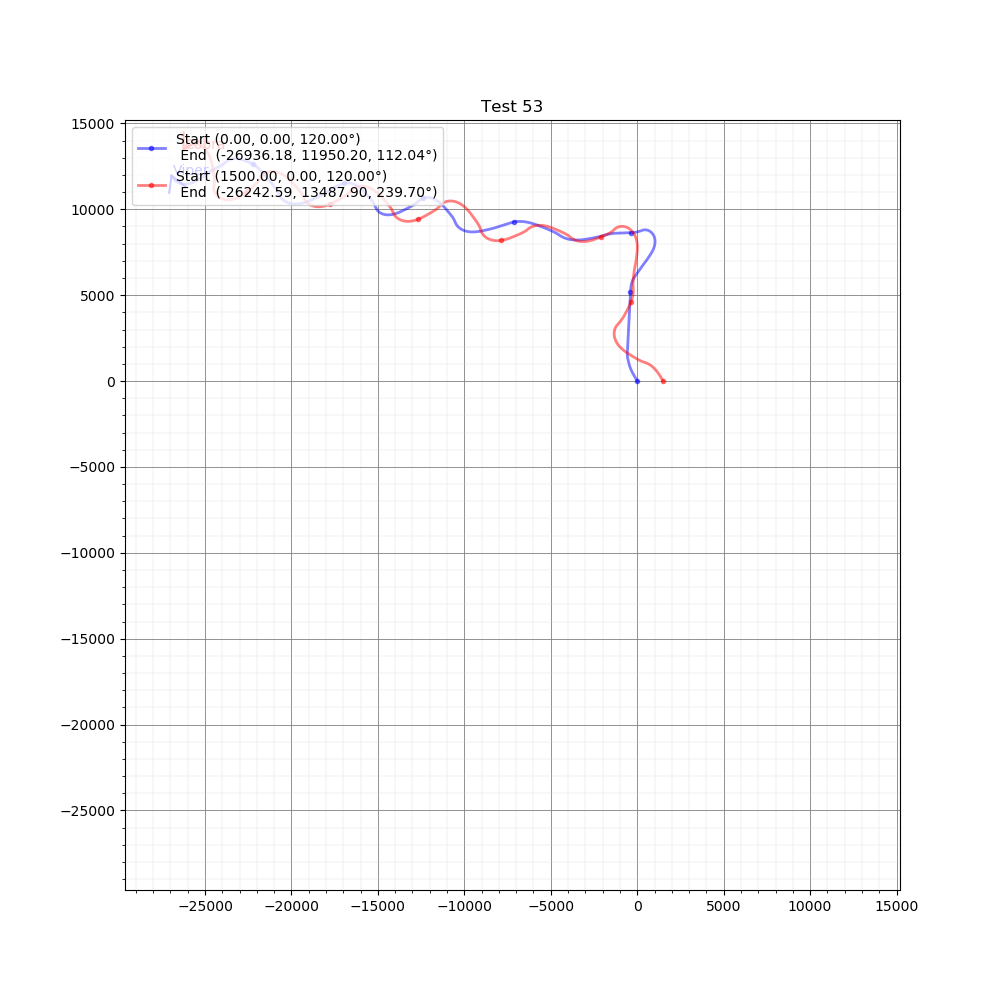 Test 53
Start (0.00, 0.00, 120.00°)
End (-26936.18, 11950.20, 112.04°)
Start (1500.00, 0.00, 120.00°)
End (-26242.59, 13487.90, 239.70°)
Viper
15000
10000
5000
0
−5000
−10000
−15000
−20000
−25000
−25000 −20000 −15000 −10000 −5000 0 5000 10000 15000